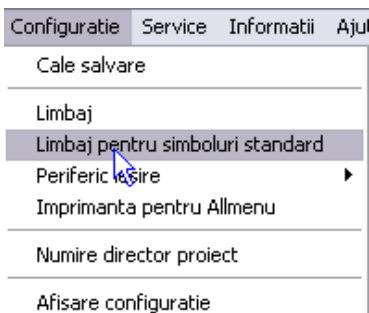 Configuratie Service Informatii
Cale salvare
Limbaj
Limbaj pentru simboluri standard
Periferic iesire
Imprimanta pentru Allmenu
Numire director proiect
Afisare configuratie